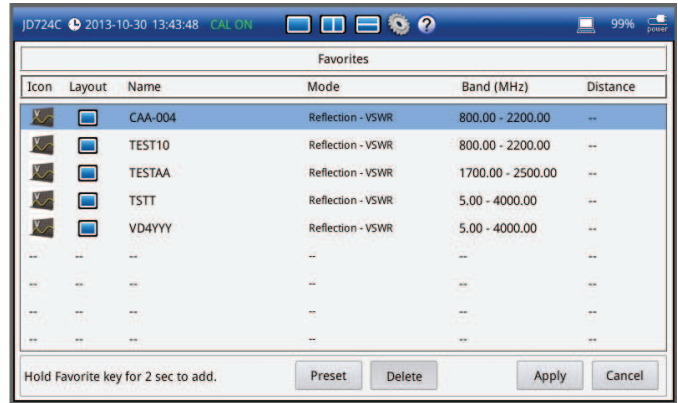 JD724C 2013-10-30 13:43:48 CAL ON ? 99% power
Favorites
Icon Layout Name Mode Band (MHz) Distance
CAA-004 Reflection - VSWR 800.00 - 2200.00 --
TEST10 Reflection - VSWR 800.00 - 2200.00 --
TESTAA Reflection - VSWR 1700.00 - 2500.00 --
TSTT Reflection - VSWR 5.00 - 4000.00 --
VD4YYY Reflection - VSWR 5.00 - 4000.00 --
-- -- -- -- -- --
-- -- -- -- -- --
-- -- -- -- -- --
-- -- -- -- -- --
Hold Favorite key for 2 sec to add. Preset Delete Apply Cancel